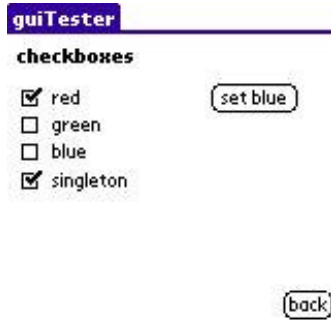 guiTester
checkboxes
red
set blue
green
blue
singleton
back